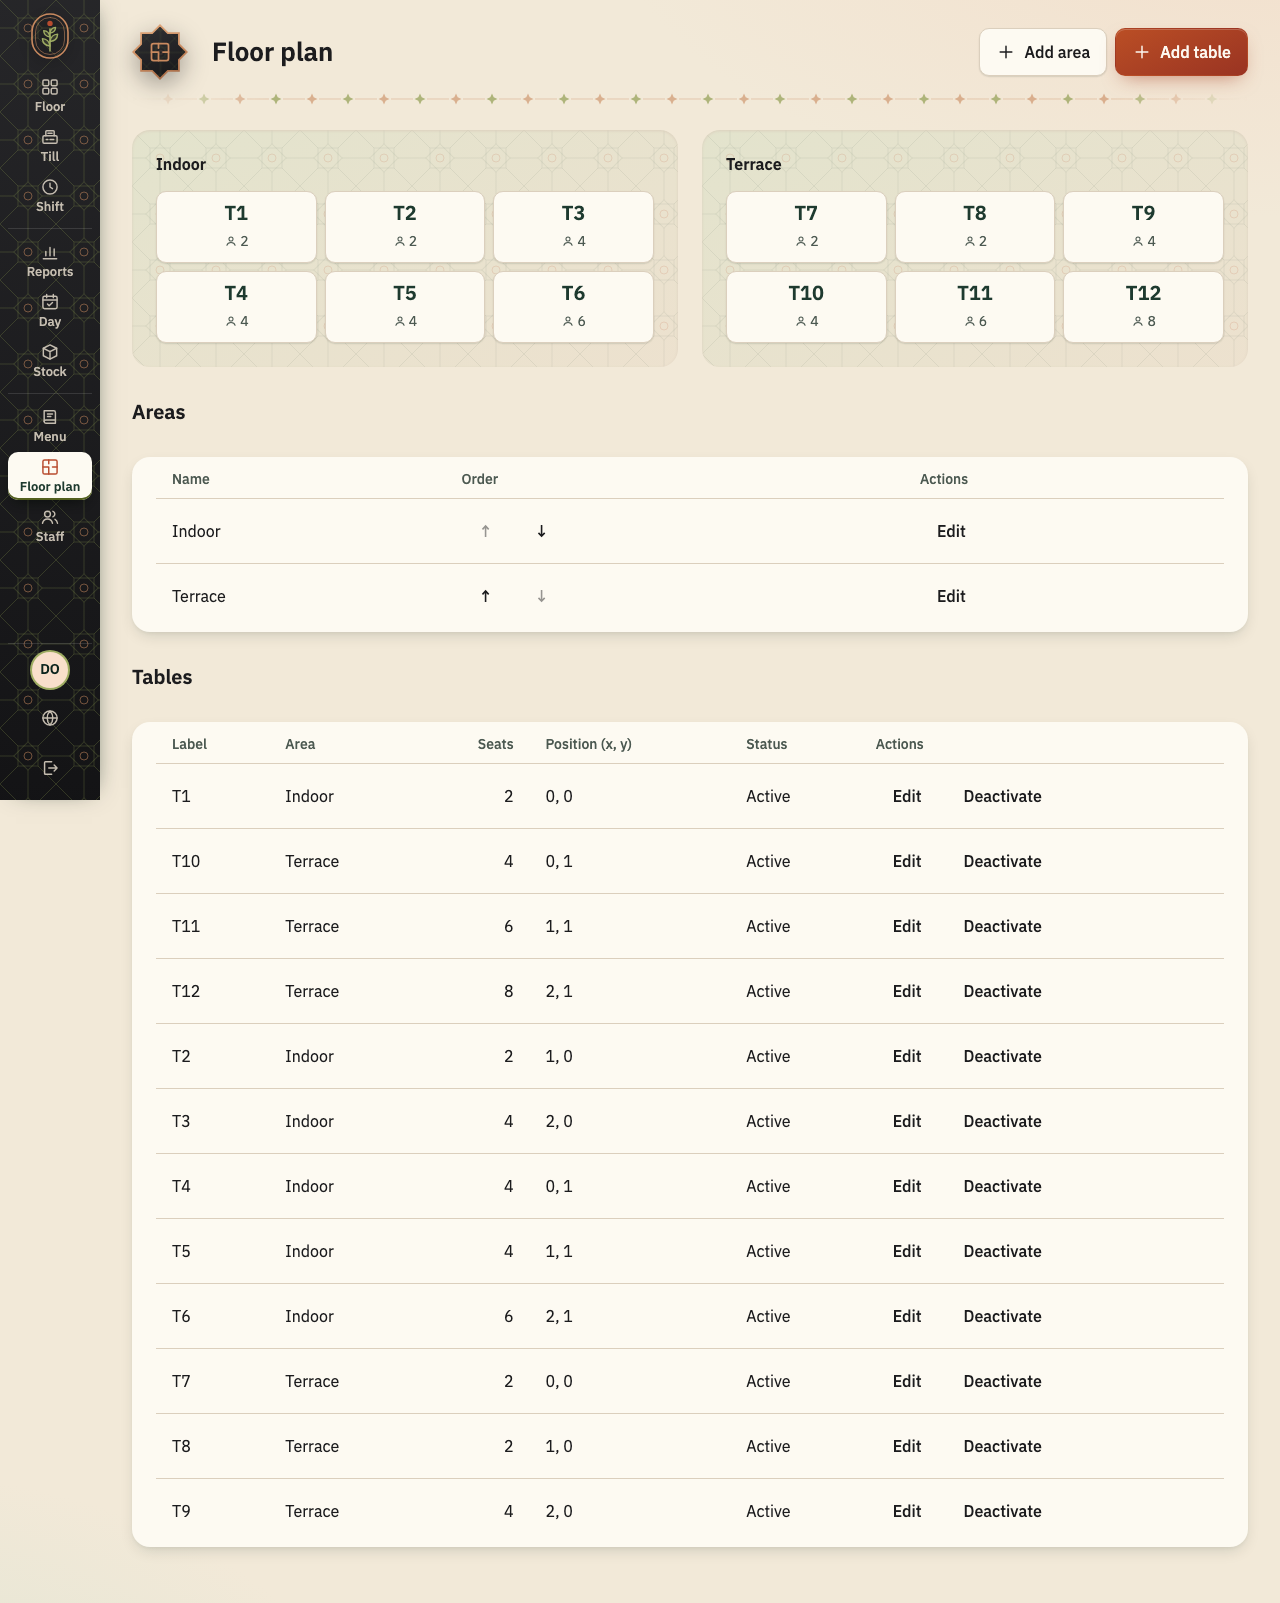 Floor plan
Add area
Add table
Floor
Till
Shift
Reports
Day
Stock
Menu
Floor plan
Staff
DO
Indoor
T1 T2 T3
2 2 4
T4 T5 T6
4 4 6
Terrace
T7 T8 T9
2 2 4
T10 T11 T12
4 6 8
Areas
Name Order Actions
Indoor ↑ ↓ Edit
Terrace ↑ ↓ Edit
Tables
Label Area Seats Position (x, y) Status Actions
T1 Indoor 2 0, 0 Active Edit Deactivate
T10 Terrace 4 0, 1 Active Edit Deactivate
T11 Terrace 6 1, 1 Active Edit Deactivate
T12 Terrace 8 2, 1 Active Edit Deactivate
T2 Indoor 2 1, 0 Active Edit Deactivate
T3 Indoor 4 2, 0 Active Edit Deactivate
T4 Indoor 4 0, 1 Active Edit Deactivate
T5 Indoor 4 1, 1 Active Edit Deactivate
T6 Indoor 6 2, 1 Active Edit Deactivate
T7 Terrace 2 0, 0 Active Edit Deactivate
T8 Terrace 2 1, 0 Active Edit Deactivate
T9 Terrace 4 2, 0 Active Edit Deactivate